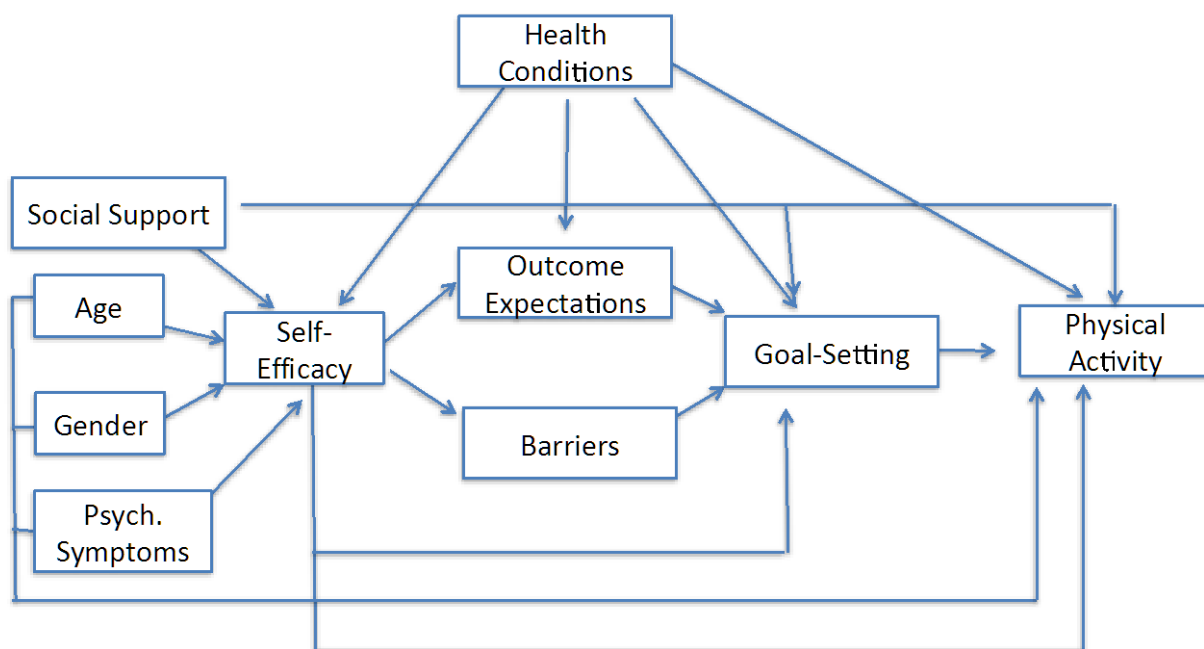 Health
Conditions
Social Support
Age
Gender
Psych.
Symptoms
Self-
Efficacy
Outcome
Expectations
Barriers
Goal-Setting
Physical
Activity